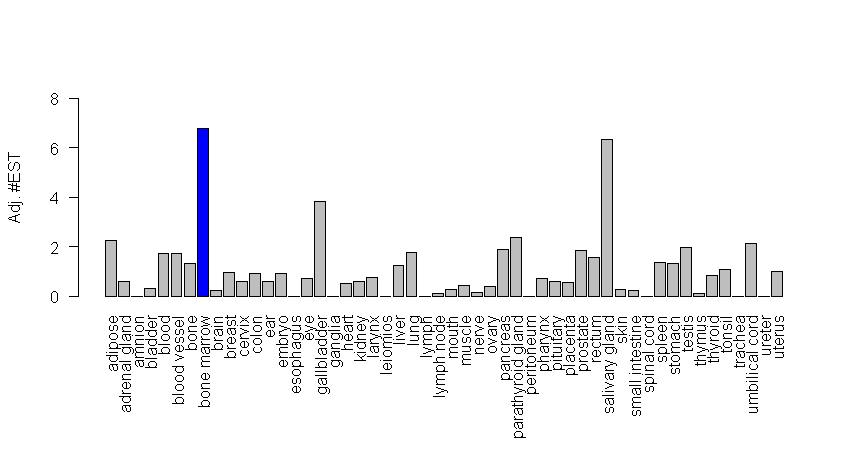 Adj. #EST
8
6
4
2
0
adipose
adrenal gland
amnion
bladder
blood
blood vessel
bone
bone marrow
brain
breast
cervix
colon
ear
embryo
esophagus
eye
gallbladder
ganglia
heart
kidney
larynx
leiomios
liver
lung
lymph
lymph node
mouth
muscle
nerve
ovary
pancreas
parathyroid gland
peritoneum
pharynx
pituitary
placenta
prostate
rectum
salivary gland
skin
small intestine
spinal cord
spleen
stomach
testis
thymus
thyroid
tonsil
trachea
umbilical cord
ureter
uterus